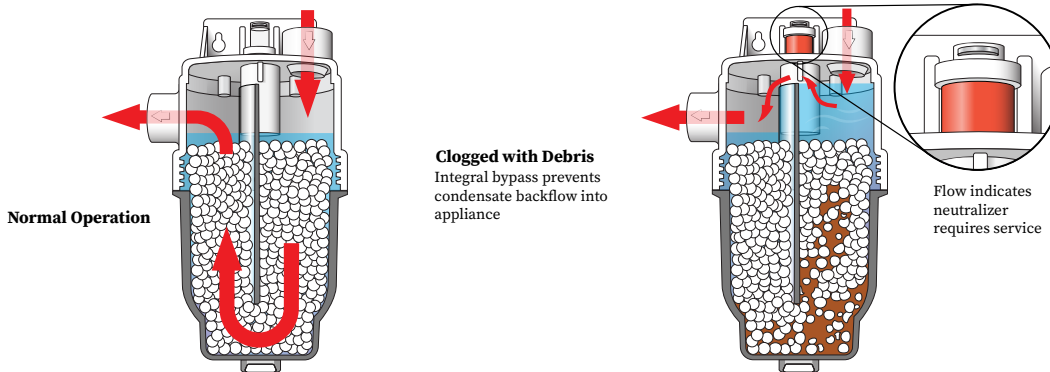 Normal Operation
Clogged with Debris
Integral bypass prevents
condensate backflow into
appliance
Flow indicates
neutralizer
requires service